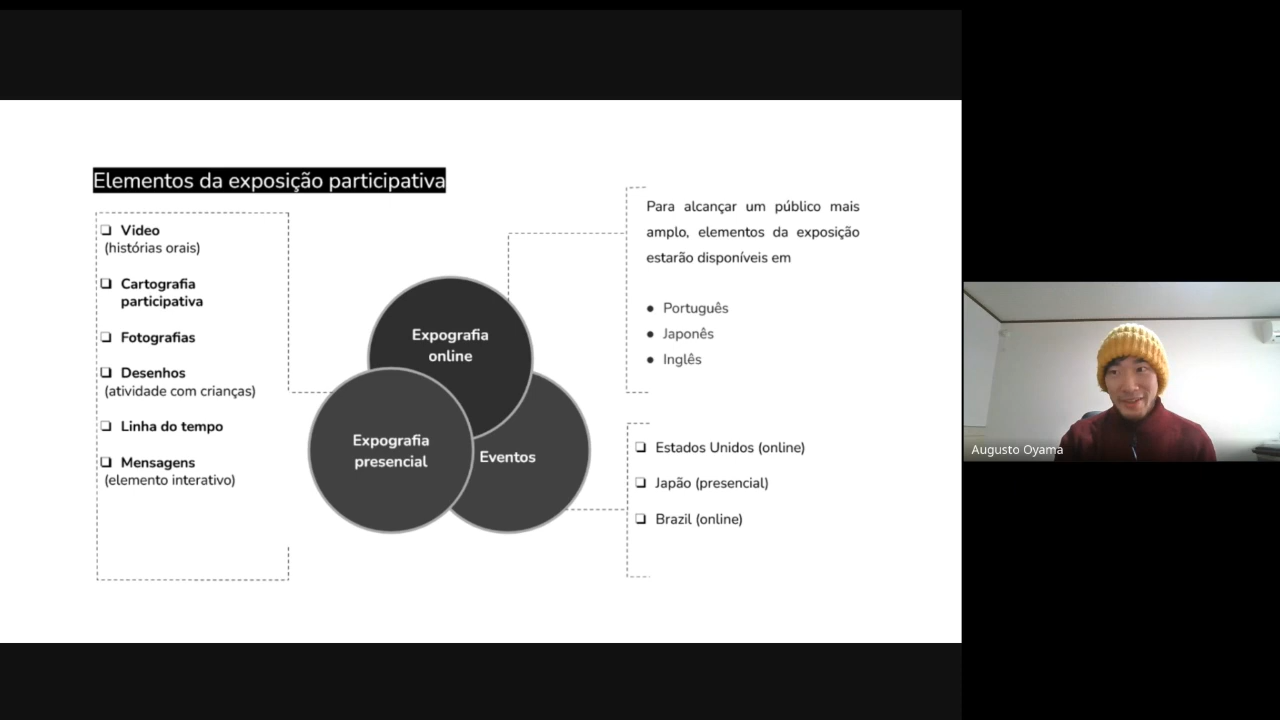 Elementos da exposição participativa
❏ Video
(histórias orais)
❏ Cartografia
participativa
❏ Fotografias
❏ Desenhos
(atividade com crianças)
❏ Linha do tempo
❏ Mensagens
(elemento interativo)
Expografia
online
Expografia
presencial
Eventos
Para alcançar um público mais
amplo, elementos da exposição
estarão disponíveis em
● Português
● Japonês
● Inglês
❏ Estados Unidos (online)
❏ Japão (presencial)
❏ Brazil (online)
Augusto Oyama